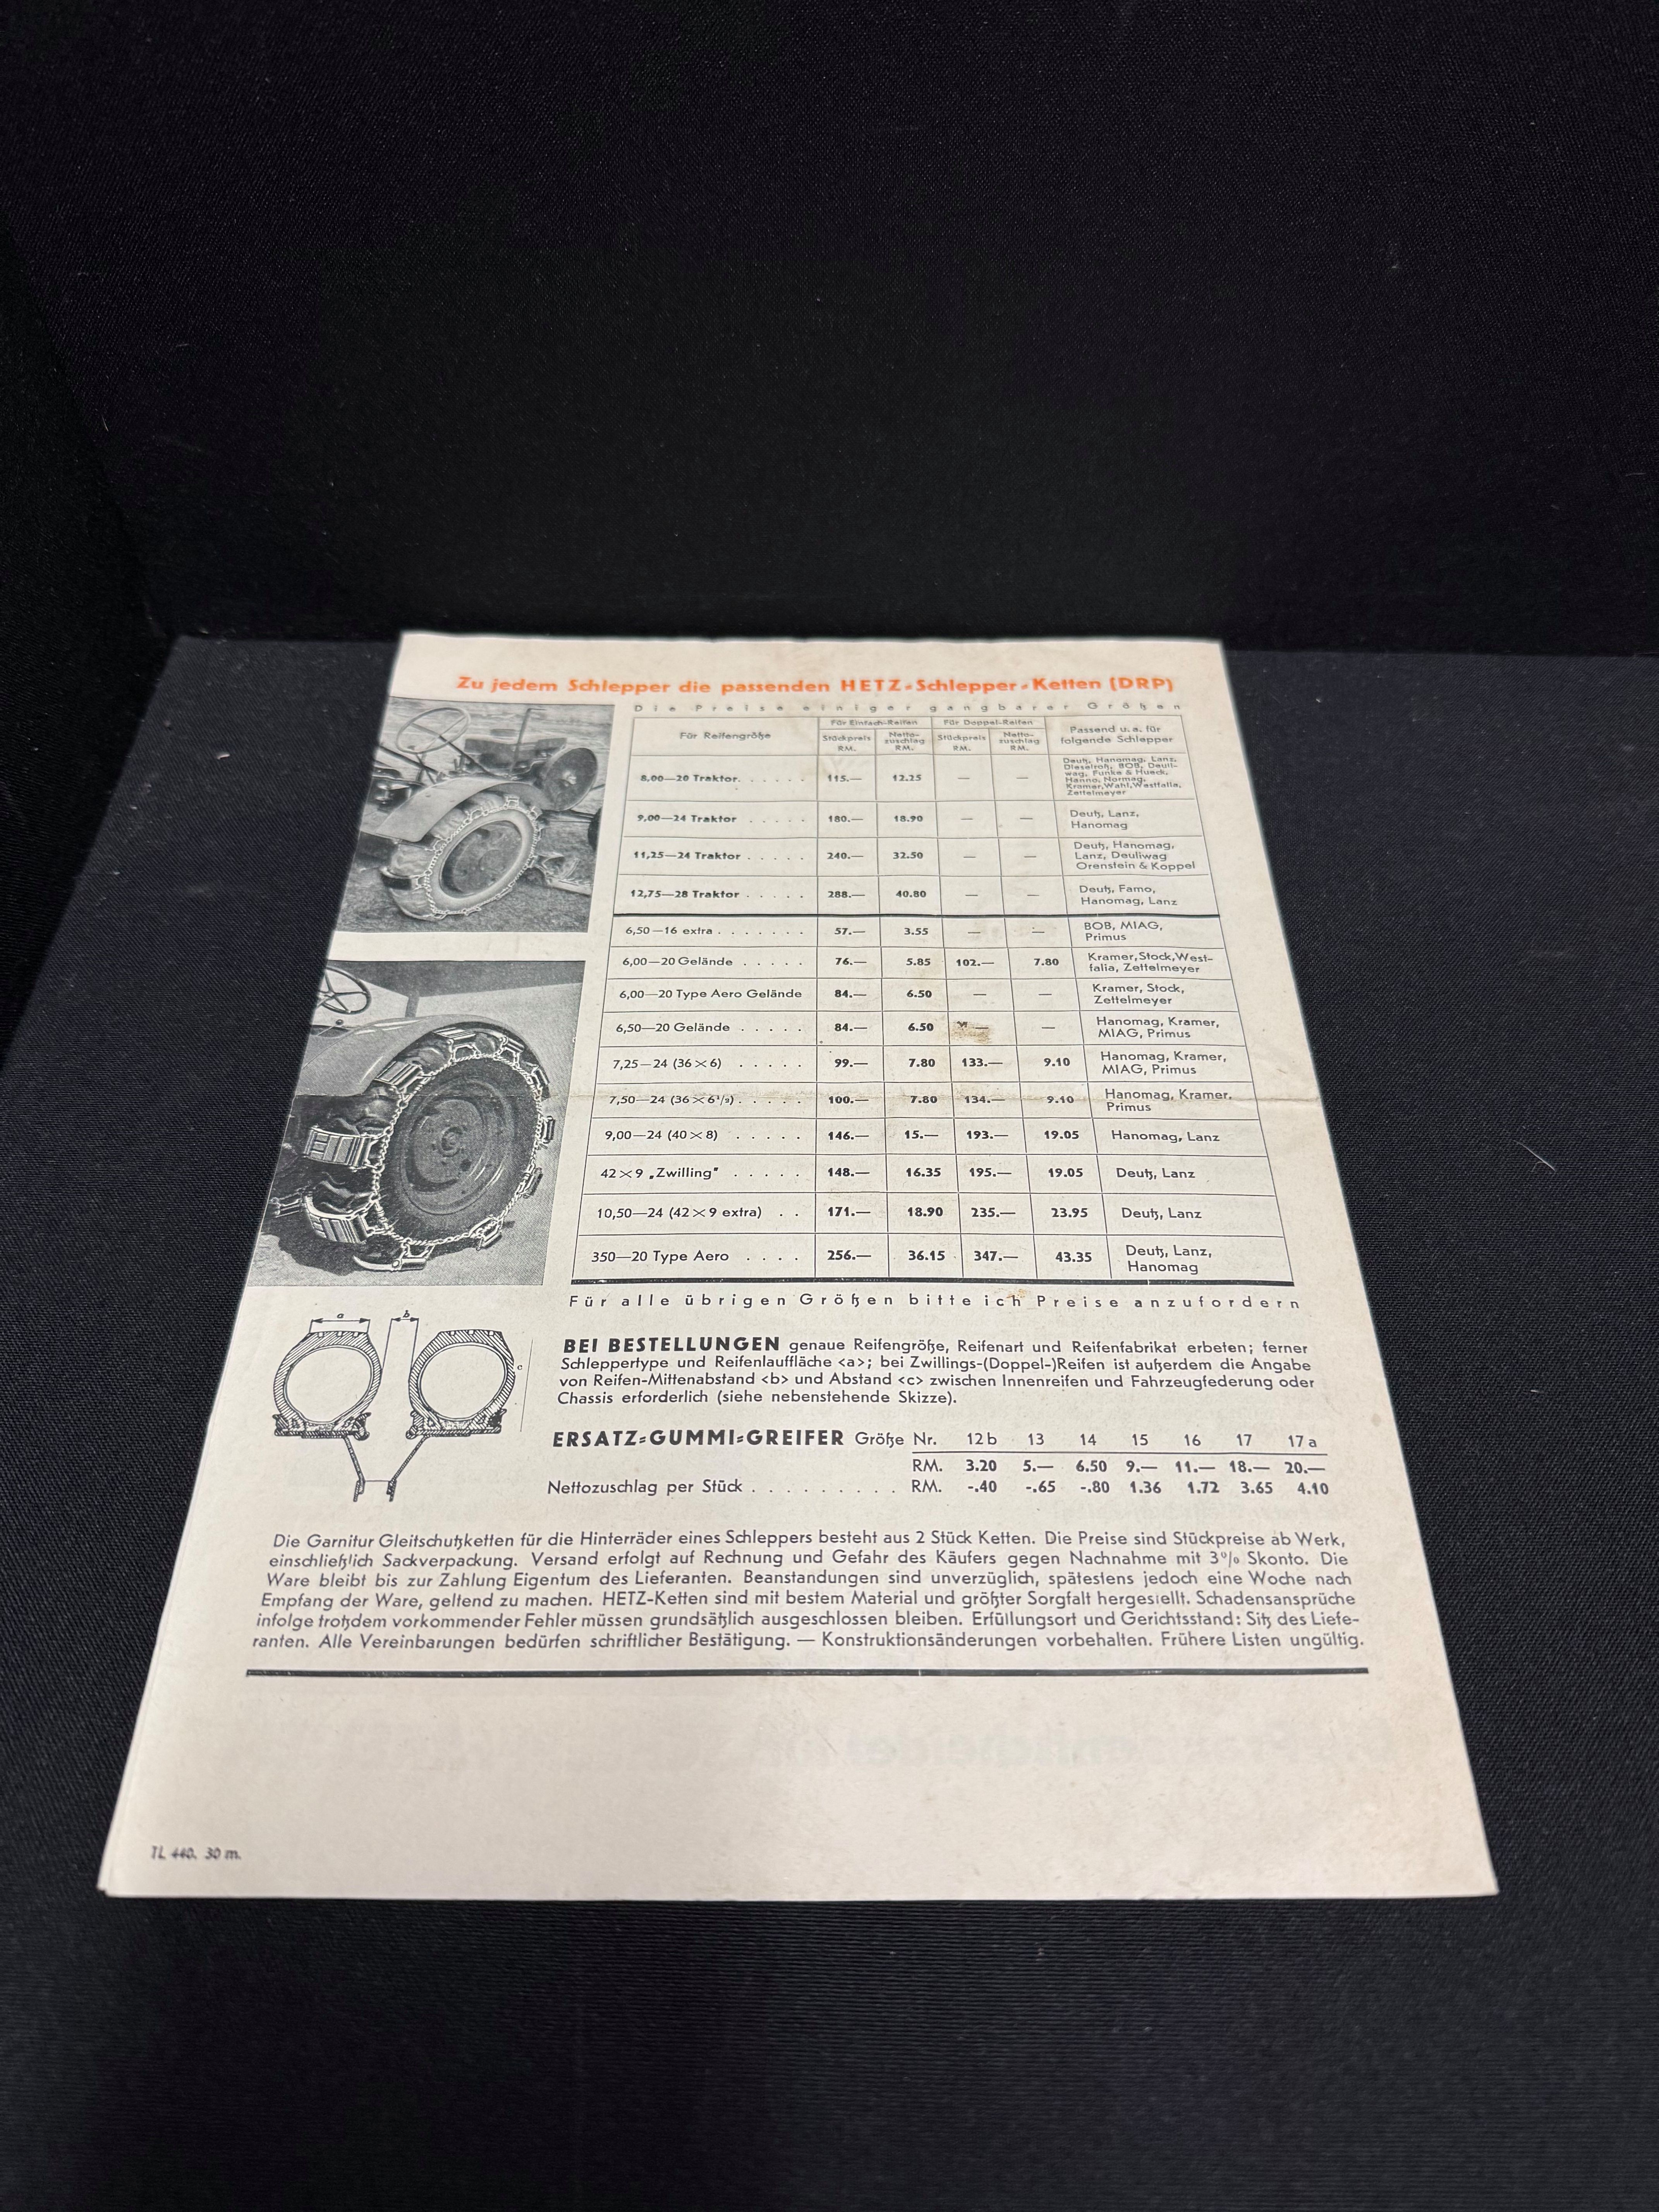 Zu jedem Schlepper die passenden HETZ-Schlepper-Ketten (DRP)
Die Preise einiger gangbarer Größen
Für Reifengröße
Für Einfach-Reifen
Für Doppel-Reifen
Stückpreis RM.
Netto-zuschlag RM.
Stückpreis RM.
Netto-zuschlag RM.
Passend u. a. für
folgende Schlepper
8,00—20 Traktor. . . . . . 115.— 12.25 — — Deutz, Hanomag, Lanz,
Dieselroß, BOB, Deuli-
wag, Funke & Hueck,
Hanno, Normag,
Kramer, Wahl, Westfalia,
Zettelmeyer
9,00—24 Traktor . . . . . 180.— 18.90 — — Deutz, Lanz,
Hanomag
11,25—24 Traktor . . . . . 240.— 32.50 — — Deutz, Hanomag,
Lanz, Deuliwag
Orenstein & Koppel
12,75—28 Traktor . . . . . 288.— 40.80 — — Deutz, Famo,
Hanomag, Lanz
6,50—16 extra . . . . . . . 57.— 3.55 — — BOB, MIAG,
Primus
6,00—20 Gelände . . . . . 76.— 5.85 102.— 7.80 Kramer, Stock, West-
falia, Zettelmeyer
6,00—20 Type Aero Gelände 84.— 6.50 — — Kramer, Stock,
Zettelmeyer
6,50—20 Gelände . . . . . 84.— 6.50 — — Hanomag, Kramer,
MIAG, Primus
7,25—24 (36×6) . . . . . 99.— 7.80 133.— 9.10 Hanomag, Kramer,
MIAG, Primus
7,50—24 (36×6¹/₂) . . . . . 100.— 7.80 134.— 9.10 Hanomag, Kramer,
Primus
9,00—24 (40×8) . . . . . 146.— 15.— 193.— 19.05 Hanomag, Lanz
42×9 „Zwilling" . . . . . 148.— 16.35 195.— 19.05 Deutz, Lanz
10,50—24 (42×9 extra) . . 171.— 18.90 235.— 23.95 Deutz, Lanz
350—20 Type Aero . . . . 256.— 36.15 347.— 43.35 Deutz, Lanz,
Hanomag
Für alle übrigen Größen bitte ich Preise anzufordern
a b
c
BEI BESTELLUNGEN genaue Reifengröße, Reifenart und Reifenfabrikat erbeten; ferner
Schleppertype und Reifenlauffläche <a>; bei Zwillings-(Doppel-)Reifen ist außerdem die Angabe
von Reifen-Mittenabstand <b> und Abstand <c> zwischen Innenreifen und Fahrzeugfederung oder
Chassis erforderlich (siehe nebenstehende Skizze).
ERSATZ-GUMMI-GREIFER Größe Nr. 12b 13 14 15 16 17 17a
RM. 3.20 5.— 6.50 9.— 11.— 18.— 20.—
Nettozuschlag per Stück . . . . . . . . . RM. -.40 -.65 -.80 1.36 1.72 3.65 4.10
Die Garnitur Gleitschutzketten für die Hinterräder eines Schleppers besteht aus 2 Stück Ketten. Die Preise sind Stückpreise ab Werk,
einschließlich Sackverpackung. Versand erfolgt auf Rechnung und Gefahr des Käufers gegen Nachnahme mit 3% Skonto. Die
Ware bleibt bis zur Zahlung Eigentum des Lieferanten. Beanstandungen sind unverzüglich, spätestens jedoch eine Woche nach
Empfang der Ware, geltend zu machen. HETZ-Ketten sind mit bestem Material und größter Sorgfalt hergestellt. Schadensansprüche
infolge trotzdem vorkommender Fehler müssen grundsätzlich ausgeschlossen bleiben. Erfüllungsort und Gerichtsstand: Sitz des Liefe-
ranten. Alle Vereinbarungen bedürfen schriftlicher Bestätigung. — Konstruktionsänderungen vorbehalten. Frühere Listen ungültig.
TL 440. 30 m.